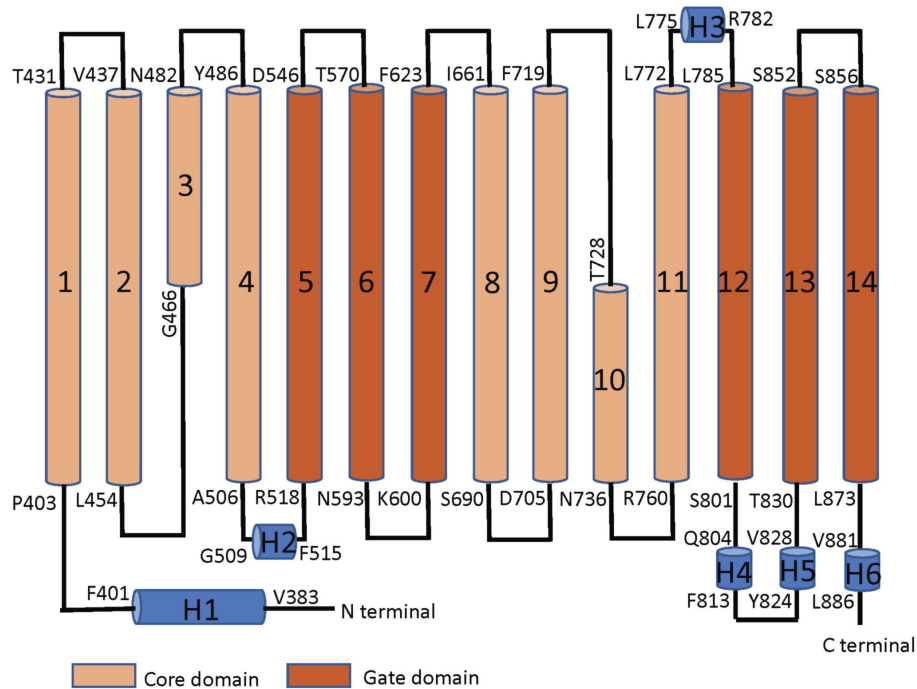 L775 H3 R782
T431 V437 N482 Y486 D546 T570 F623 I661 F719 L772 L785 S852 S856
1 2 3 4 5 6 7 8 9 10 11 12 13 14
G466
T728
P403 L454 A506 R518 N593 K600 S690 D705 N736 R760 S801 T830 L873
G509 H2 F515
Q804 V828 V881
H4 H5 H6
F813 Y824 L886
F401 H1 V383 N terminal
C terminal
Core domain Gate domain